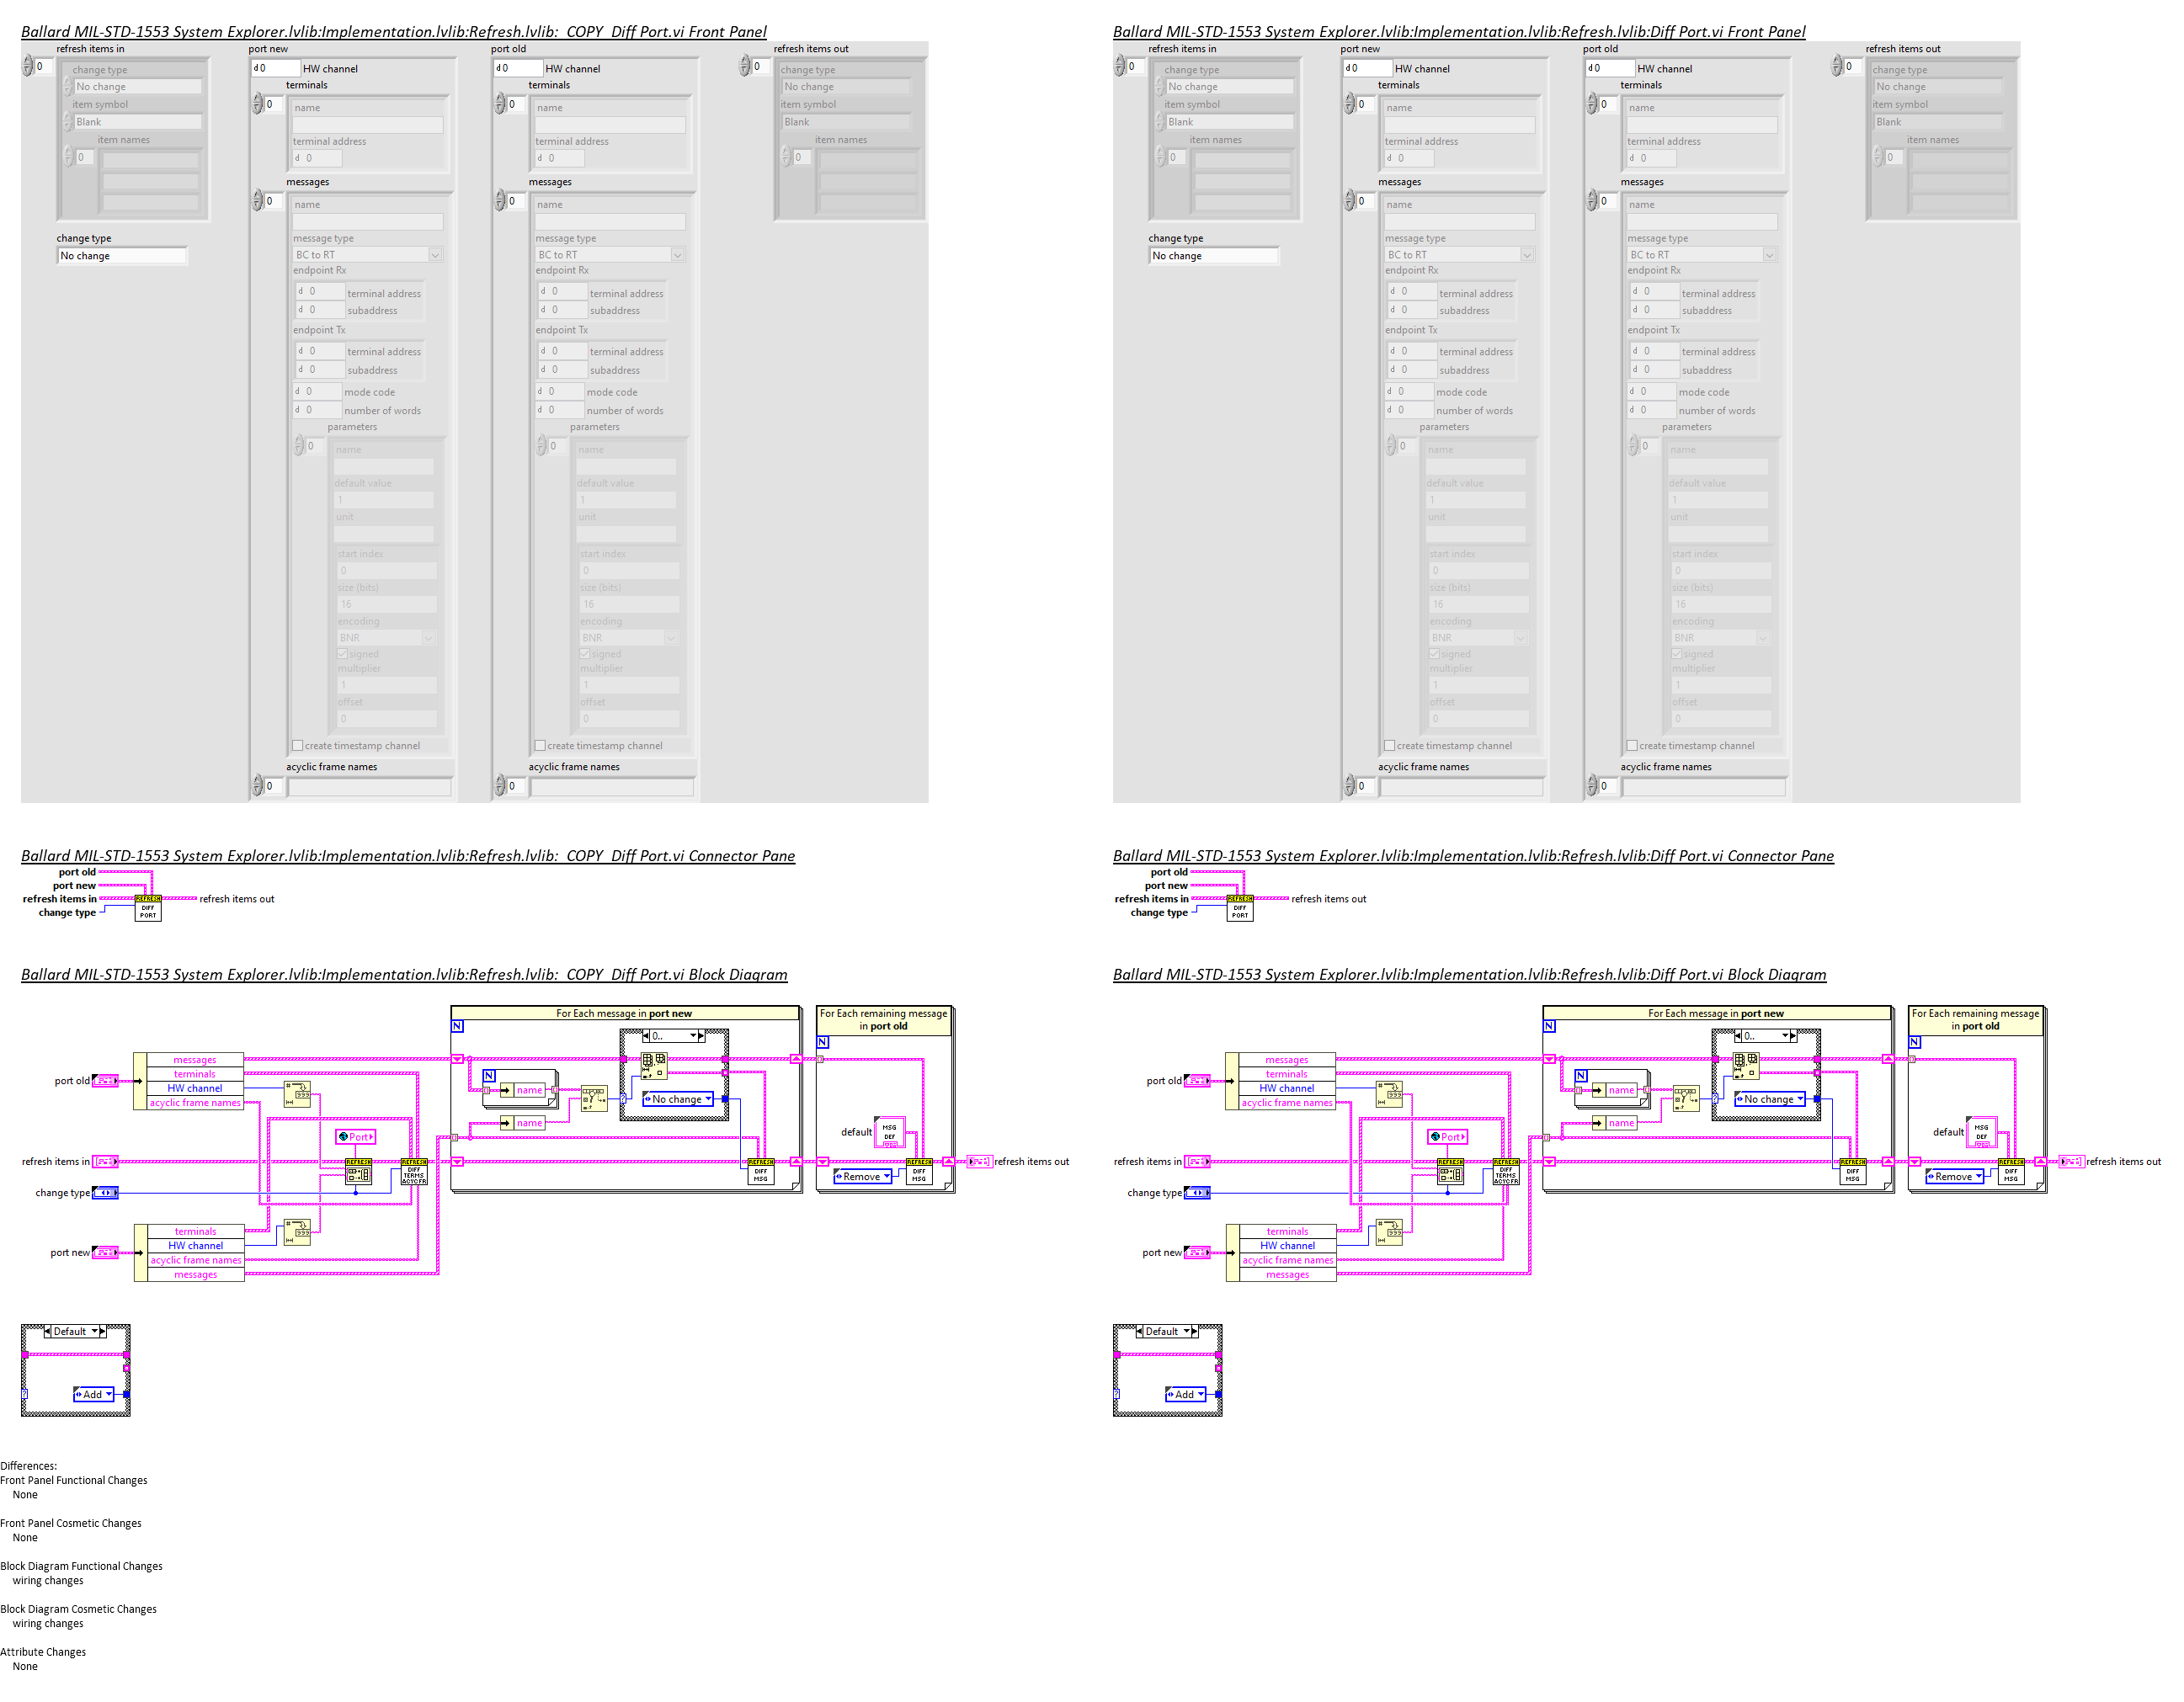 Ballard MIL-STD-1553 System Explorer.lvlib:Implementation.lvlib:Refresh.lvlib:_COPY_Diff Port.vi Front Panel
refresh items in
port new
port old
refresh items out
0
change type
No change
item symbol
Blank
item names
0
change type
No change
d 0 HW channel
terminals
0
name
terminal address
d 0
messages
0
name
message type
BC to RT
endpoint Rx
d 0 terminal address
d 0 subaddress
endpoint Tx
d 0 terminal address
d 0 subaddress
d 0 mode code
d 0 number of words
parameters
0
name
default value
1
unit
start index
0
size (bits)
16
encoding
BNR
signed
multiplier
1
offset
0
create timestamp channel
acyclic frame names
0
d 0 HW channel
terminals
0
name
terminal address
d 0
messages
0
name
message type
BC to RT
endpoint Rx
d 0 terminal address
d 0 subaddress
endpoint Tx
d 0 terminal address
d 0 subaddress
d 0 mode code
d 0 number of words
parameters
0
name
default value
1
unit
start index
0
size (bits)
16
encoding
BNR
signed
multiplier
1
offset
0
create timestamp channel
acyclic frame names
0
0
change type
No change
item symbol
Blank
item names
0
Ballard MIL-STD-1553 System Explorer.lvlib:Implementation.lvlib:Refresh.lvlib:Diff Port.vi Front Panel
refresh items in
port new
port old
refresh items out
0
change type
No change
item symbol
Blank
item names
0
change type
No change
d 0 HW channel
terminals
0
name
terminal address
d 0
messages
0
name
message type
BC to RT
endpoint Rx
d 0 terminal address
d 0 subaddress
endpoint Tx
d 0 terminal address
d 0 subaddress
d 0 mode code
d 0 number of words
parameters
0
name
default value
1
unit
start index
0
size (bits)
16
encoding
BNR
signed
multiplier
1
offset
0
create timestamp channel
acyclic frame names
0
d 0 HW channel
terminals
0
name
terminal address
d 0
messages
0
name
message type
BC to RT
endpoint Rx
d 0 terminal address
d 0 subaddress
endpoint Tx
d 0 terminal address
d 0 subaddress
d 0 mode code
d 0 number of words
parameters
0
name
default value
1
unit
start index
0
size (bits)
16
encoding
BNR
signed
multiplier
1
offset
0
create timestamp channel
acyclic frame names
0
0
change type
No change
item symbol
Blank
item names
0
Ballard MIL-STD-1553 System Explorer.lvlib:Implementation.lvlib:Refresh.lvlib:_COPY_Diff Port.vi Connector Pane
port old
port new
refresh items in
change type
REFRESH
DIFF
PORT
refresh items out
Ballard MIL-STD-1553 System Explorer.lvlib:Implementation.lvlib:Refresh.lvlib:Diff Port.vi Connector Pane
port old
port new
refresh items in
change type
REFRESH
DIFF
PORT
refresh items out
Ballard MIL-STD-1553 System Explorer.lvlib:Implementation.lvlib:Refresh.lvlib:_COPY_Diff Port.vi Block Diagram
For Each message in port new
For Each remaining message
in port old
N
N
0..
messages
terminals
HW channel
acyclic frame names
port old
N
name
No change
name
default
MSG
DEF
Port
refresh items in
REFRESH
REFRESH
DIFF
TERMS
ACYCFR
REFRESH
DIFF
MSG
Remove
REFRESH
DIFF
MSG
refresh items out
change type
port new
terminals
HW channel
acyclic frame names
messages
Default
Add
Ballard MIL-STD-1553 System Explorer.lvlib:Implementation.lvlib:Refresh.lvlib:Diff Port.vi Block Diagram
For Each message in port new
For Each remaining message
in port old
N
N
0..
messages
terminals
HW channel
acyclic frame names
port old
N
name
No change
name
default
MSG
DEF
Port
refresh items in
REFRESH
REFRESH
DIFF
TERMS
ACYCFR
REFRESH
DIFF
MSG
Remove
REFRESH
DIFF
MSG
refresh items out
change type
port new
terminals
HW channel
acyclic frame names
messages
Default
Add
Differences:
Front Panel Functional Changes
None
Front Panel Cosmetic Changes
None
Block Diagram Functional Changes
wiring changes
Block Diagram Cosmetic Changes
wiring changes
Attribute Changes
None